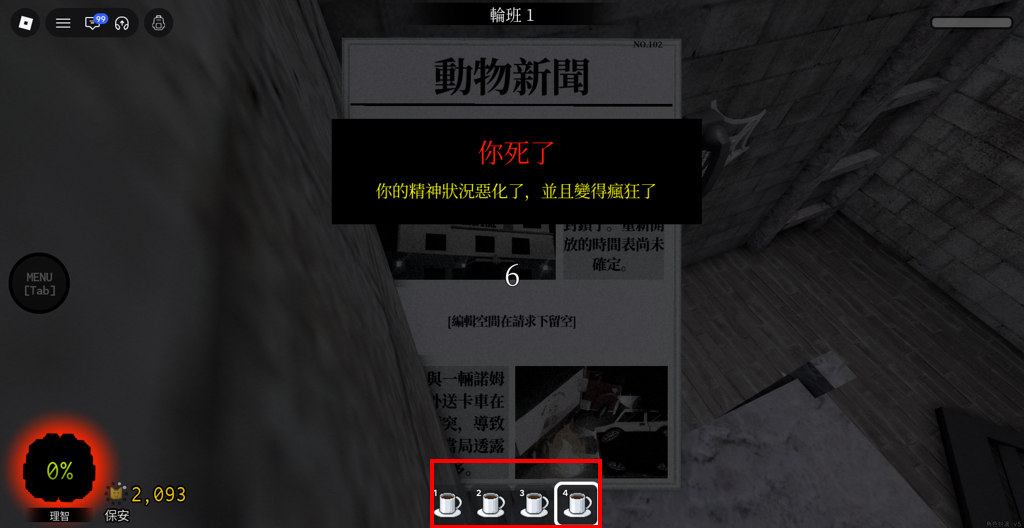 99
輪班 1
NO.102
動物新聞
你死了
你的精神狀況惡化了，並且變得瘋狂了
封鎖了。重新開
放的時間表尚未
確定。
6
MENU
[Tab]
[編輯空間在請求下留空]
與一輛諾姆
外送卡車在
突，導致
當局透露
0%
理智
2,093
保安
1
2
3
4